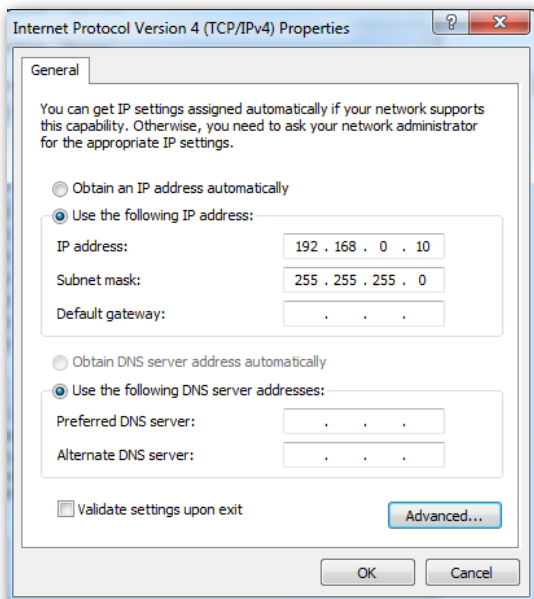 Internet Protocol Version 4 (TCP/IPv4) Properties
General
You can get IP settings assigned automatically if your network supports
this capability. Otherwise, you need to ask your network administrator
for the appropriate IP settings.
Obtain an IP address automatically
Use the following IP address:
IP address: 192 . 168 . 0 . 10
Subnet mask: 255 . 255 . 255 . 0
Default gateway: . . .
Obtain DNS server address automatically
Use the following DNS server addresses:
Preferred DNS server: . . .
Alternate DNS server: . . .
Validate settings upon exit
Advanced...
OK Cancel